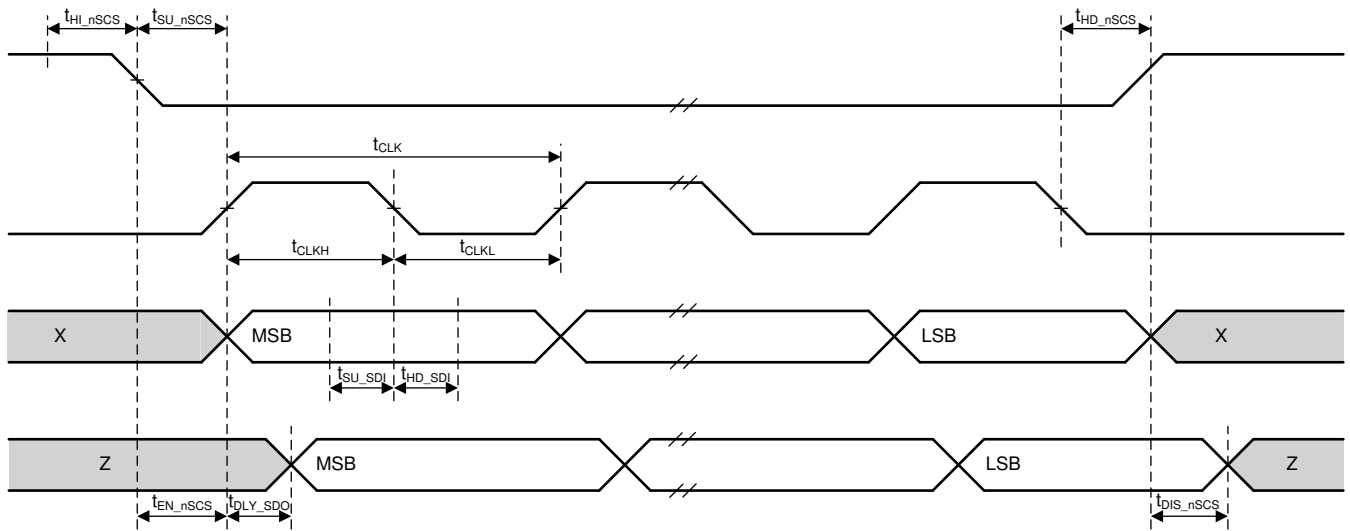 tHI_nSCS tSU_nSCS tHD_nSCS
tCLK
tCLKH tCLKL
X MSB LSB X
tSU_SDI tHD_SDI
Z MSB LSB Z
tEN_nSCS tDLY_SDO tDIS_nSCS